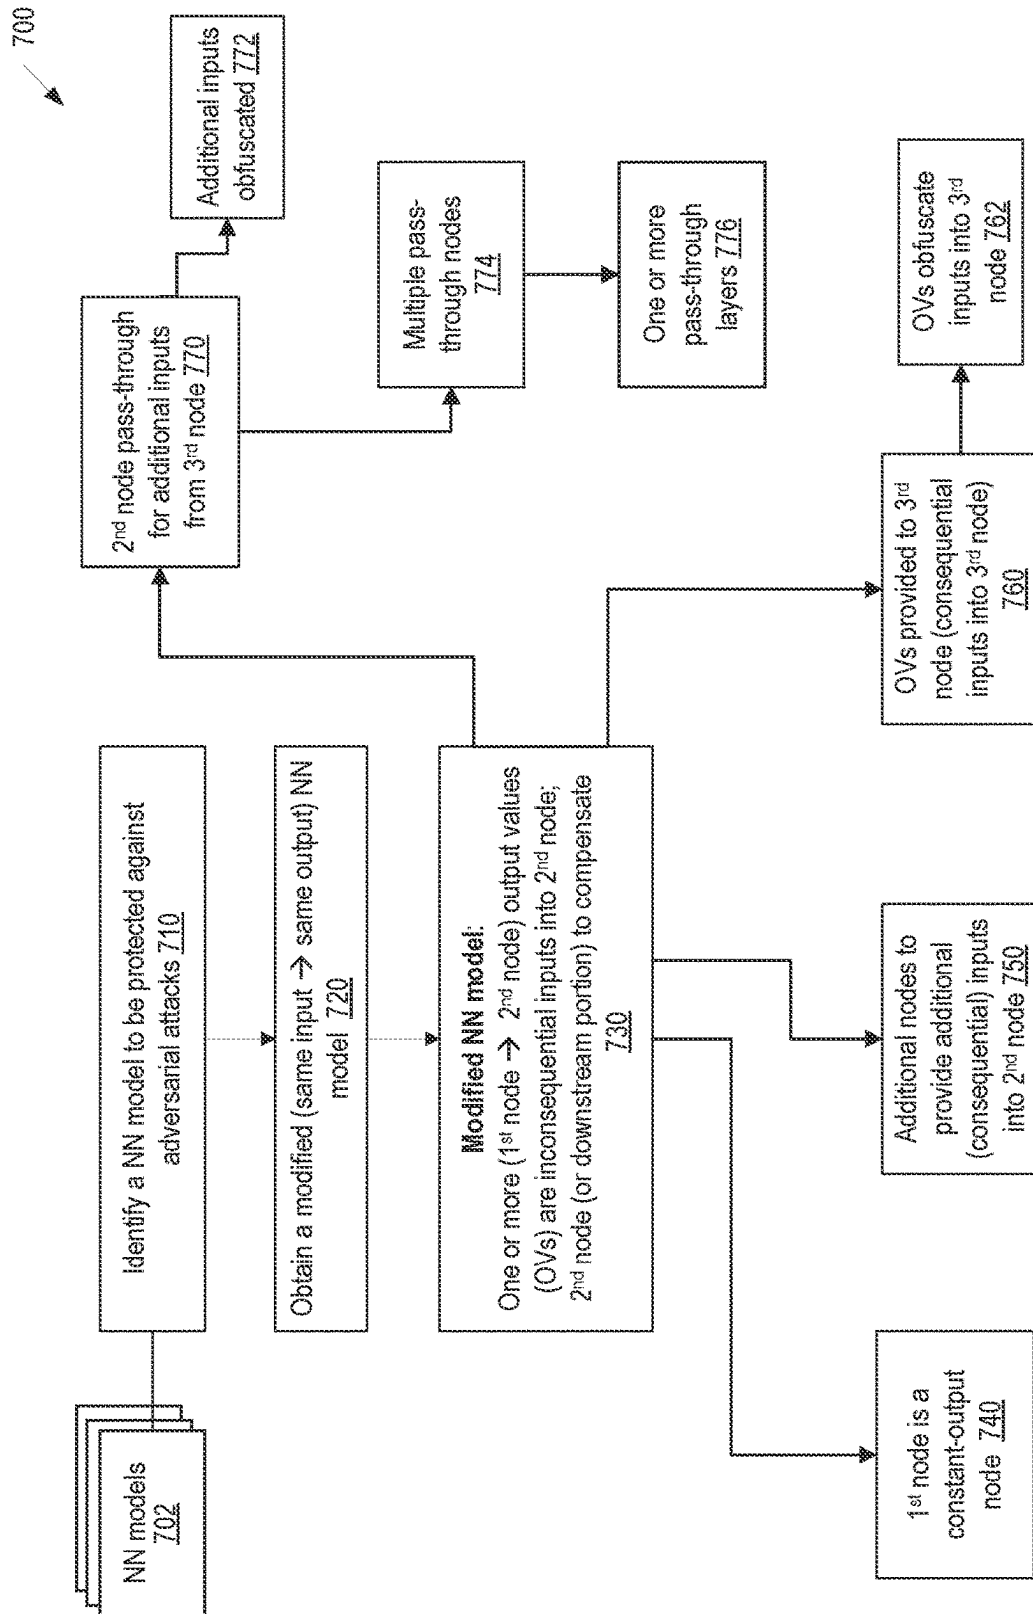 700
NN models
702
Identify a NN model to be protected against
adversarial attacks 710
Obtain a modified (same input → same output) NN
model 720
Modified NN model:
One or more (1st node → 2nd node) output values
(OVs) are inconsequential inputs into 2nd node;
2nd node (or downstream portion) to compensate
730
1st node is a
constant-output
node 740
Additional nodes to
provide additional
(consequential) inputs
into 2nd node 750
OVs provided to 3rd
node (consequential
inputs into 3rd node)
760
OVs obfuscate
inputs into 3rd
node 762
2nd node pass-through
for additional inputs
from 3rd node 770
Additional inputs
obfuscated 772
Multiple pass-
through nodes
774
One or more
pass-through
layers 776